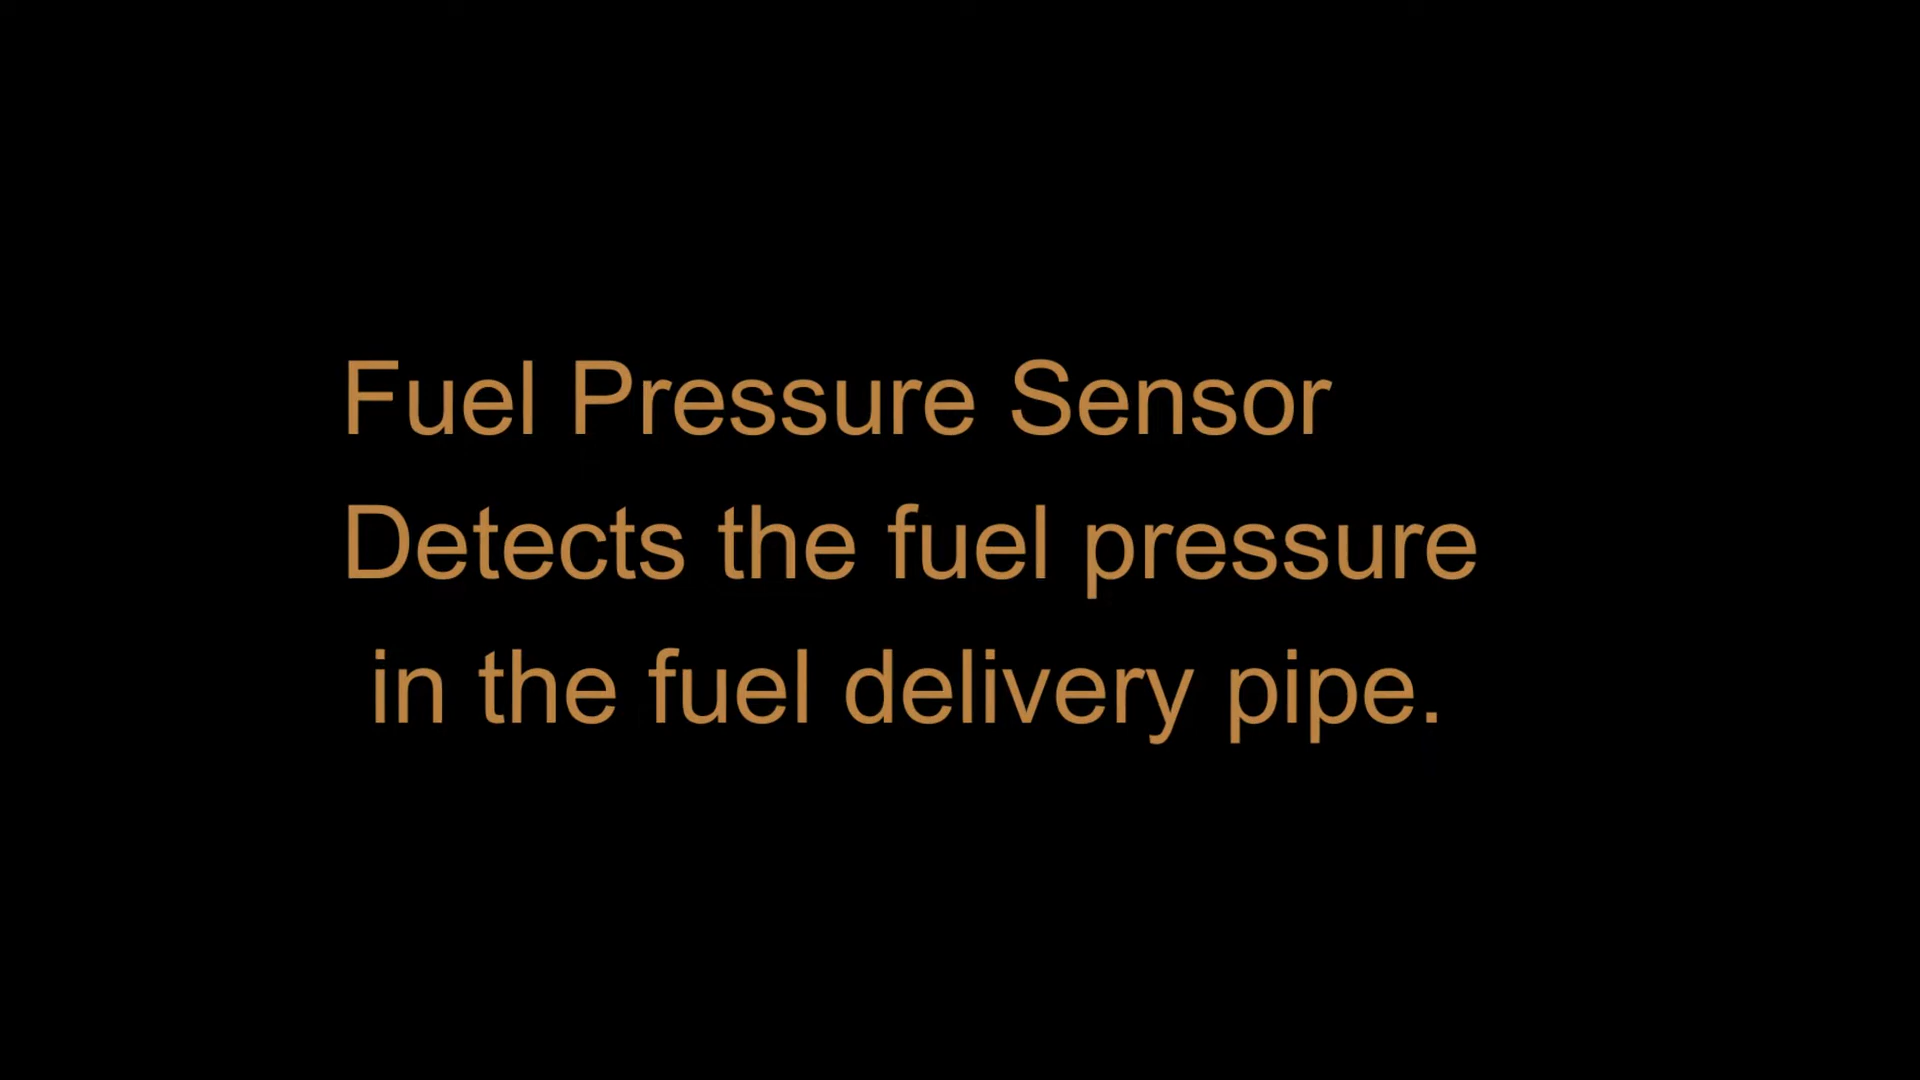 Fuel Pressure Sensor
Detects the fuel pressure
in the fuel delivery pipe.